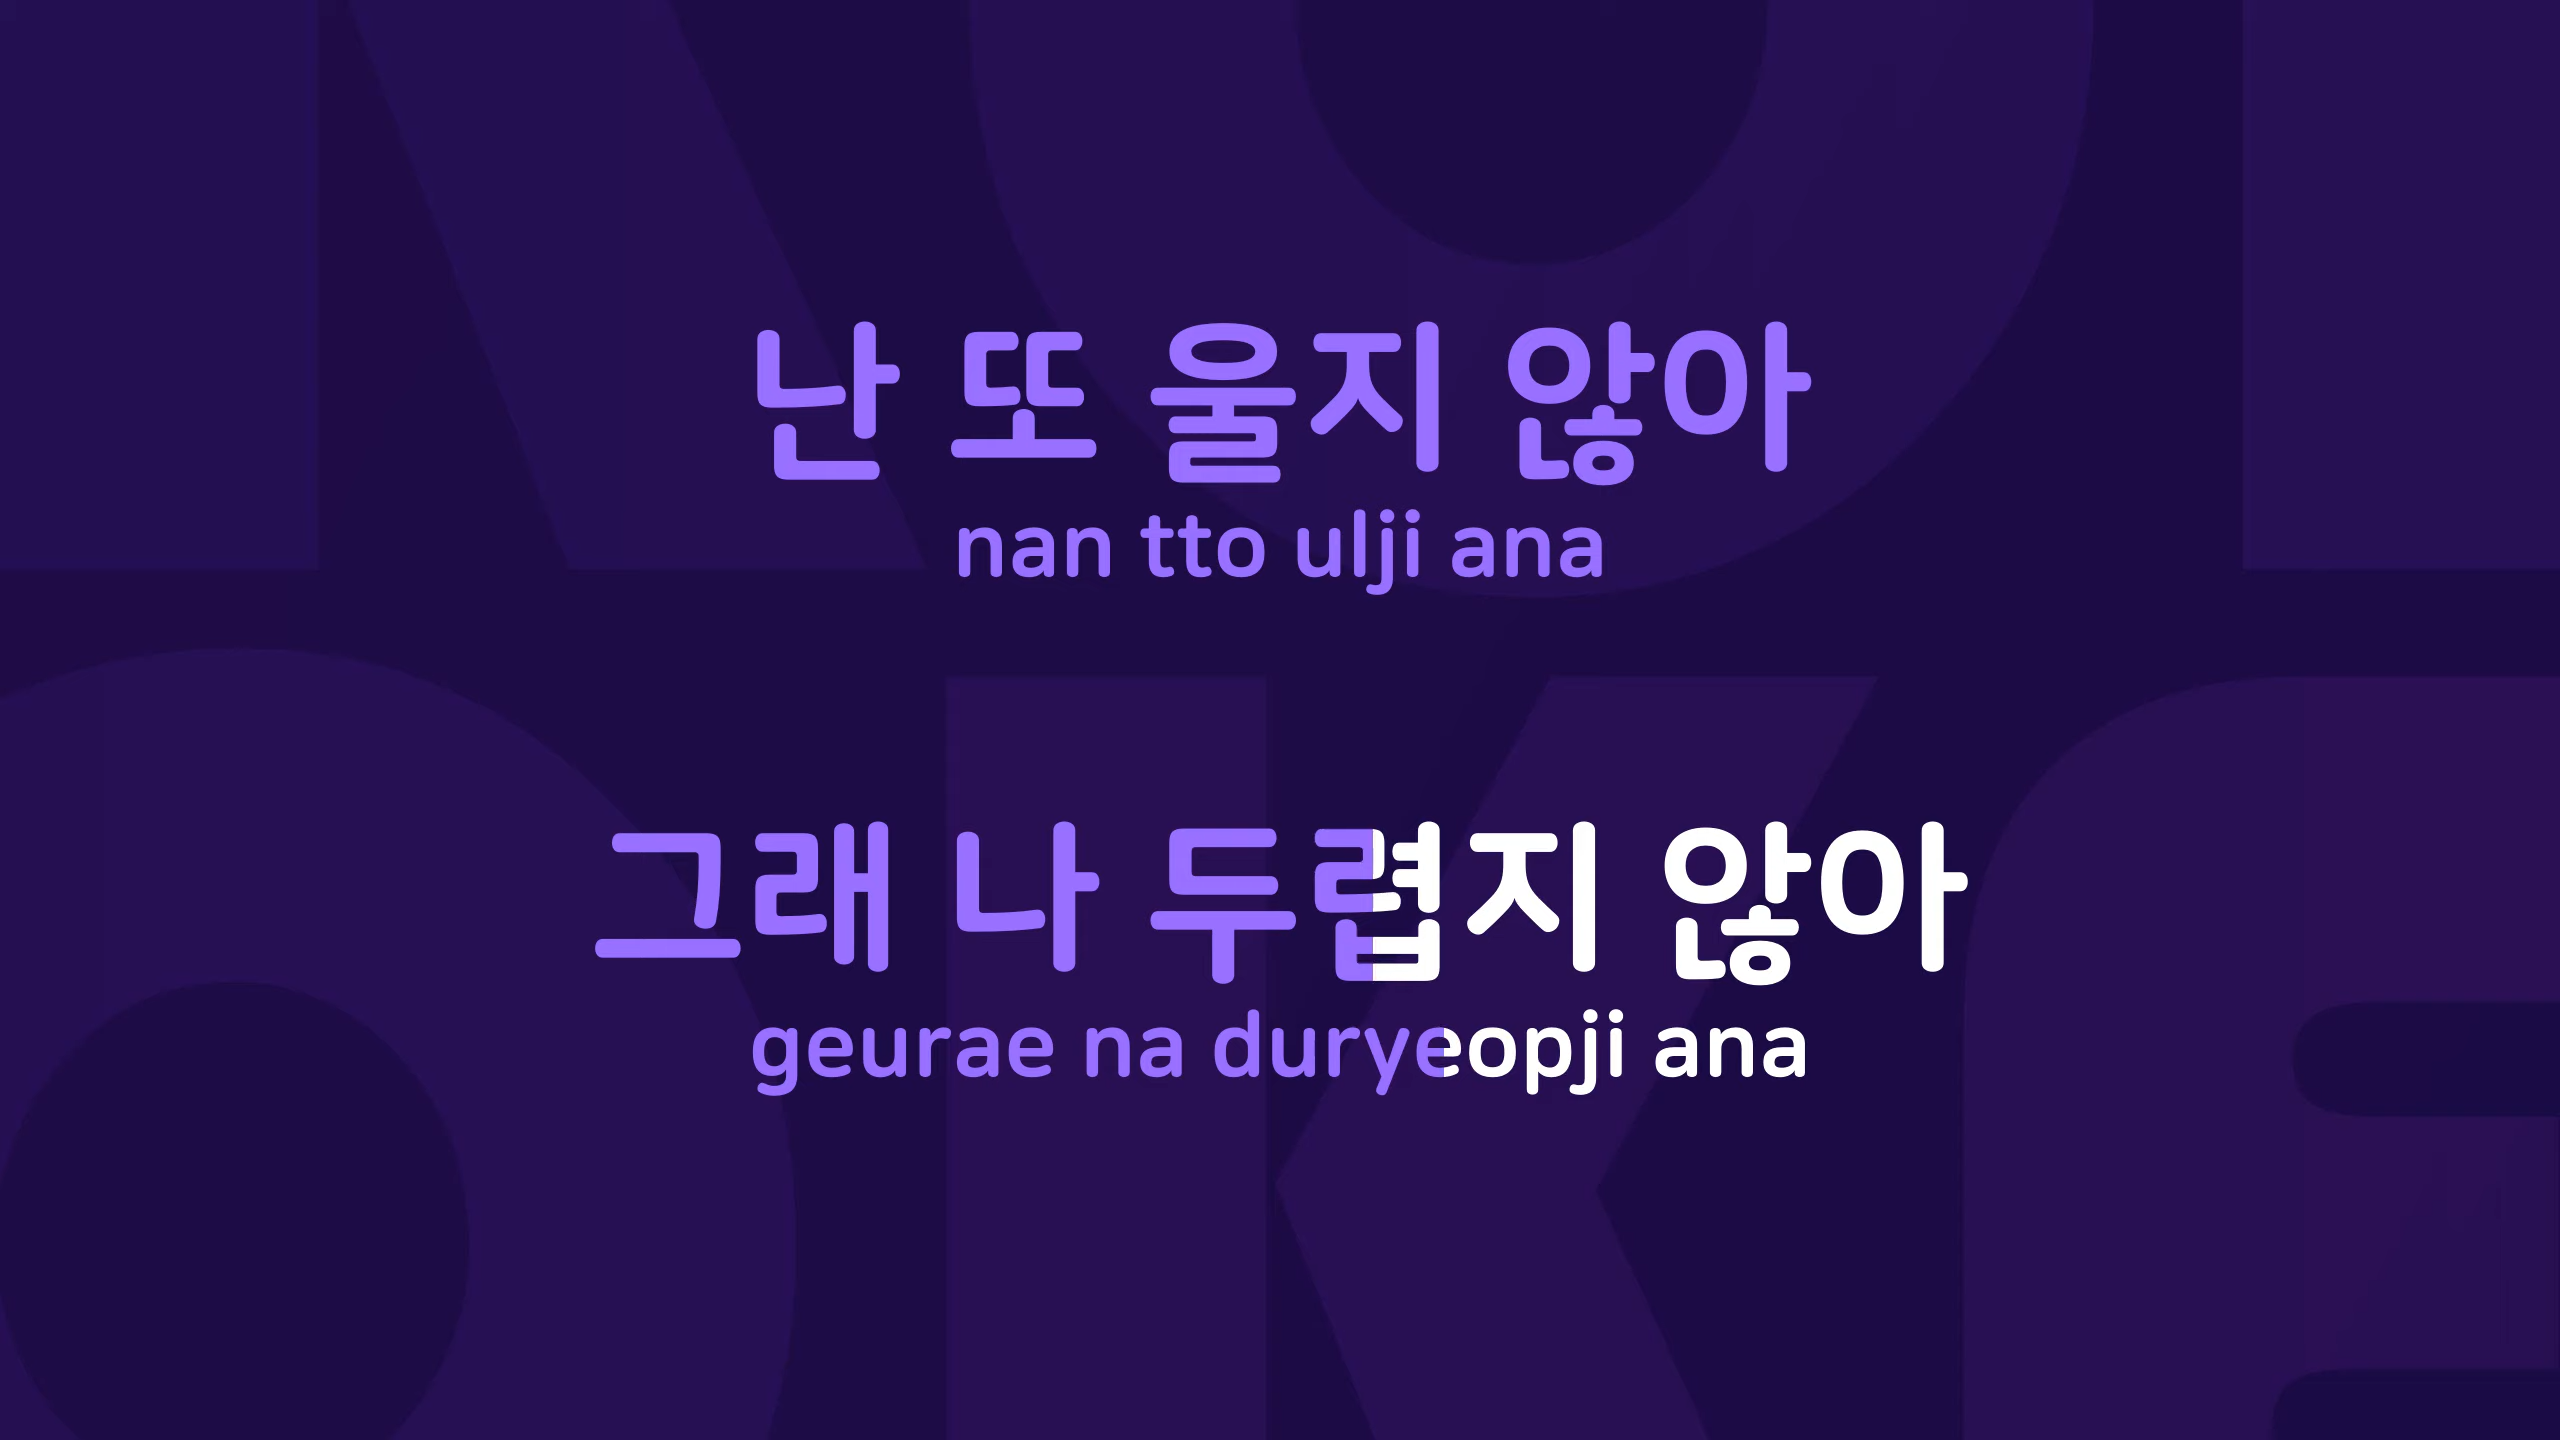 난 또 울지 않아
nan tto ulji ana
그래 나 두렵지 않아
geurae na duryeopji ana